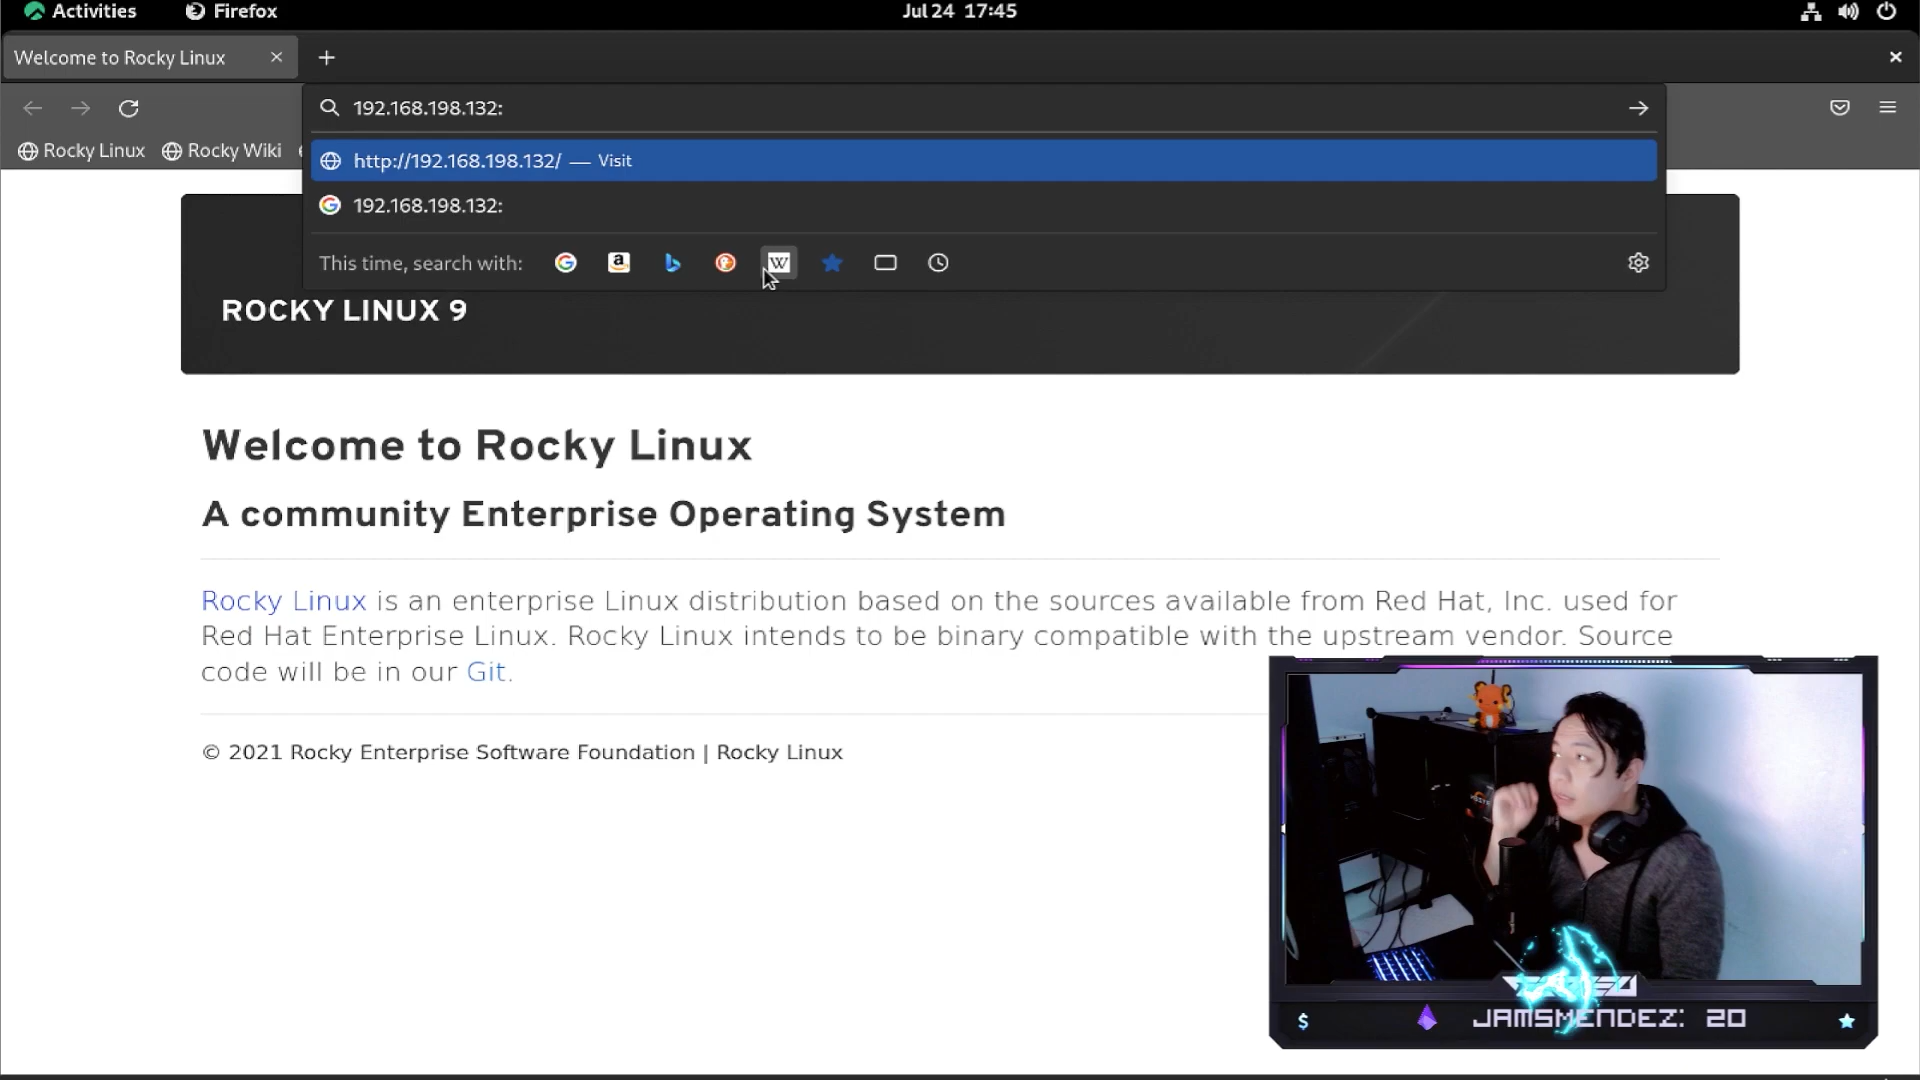 Activities
Firefox
Jul 24 17:45
Welcome to Rocky Linux
192.168.198.132:
Rocky Linux
Rocky Wiki
http://192.168.198.132/ — Visit
192.168.198.132:
This time, search with:
ROCKY LINUX 9
Welcome to Rocky Linux
A community Enterprise Operating System
Rocky Linux is an enterprise Linux distribution based on the sources available from Red Hat, Inc. used for
Red Hat Enterprise Linux. Rocky Linux intends to be binary compatible with the upstream vendor. Source
code will be in our Git.
© 2021 Rocky Enterprise Software Foundation | Rocky Linux
$ JAMSMENDEZ: 20